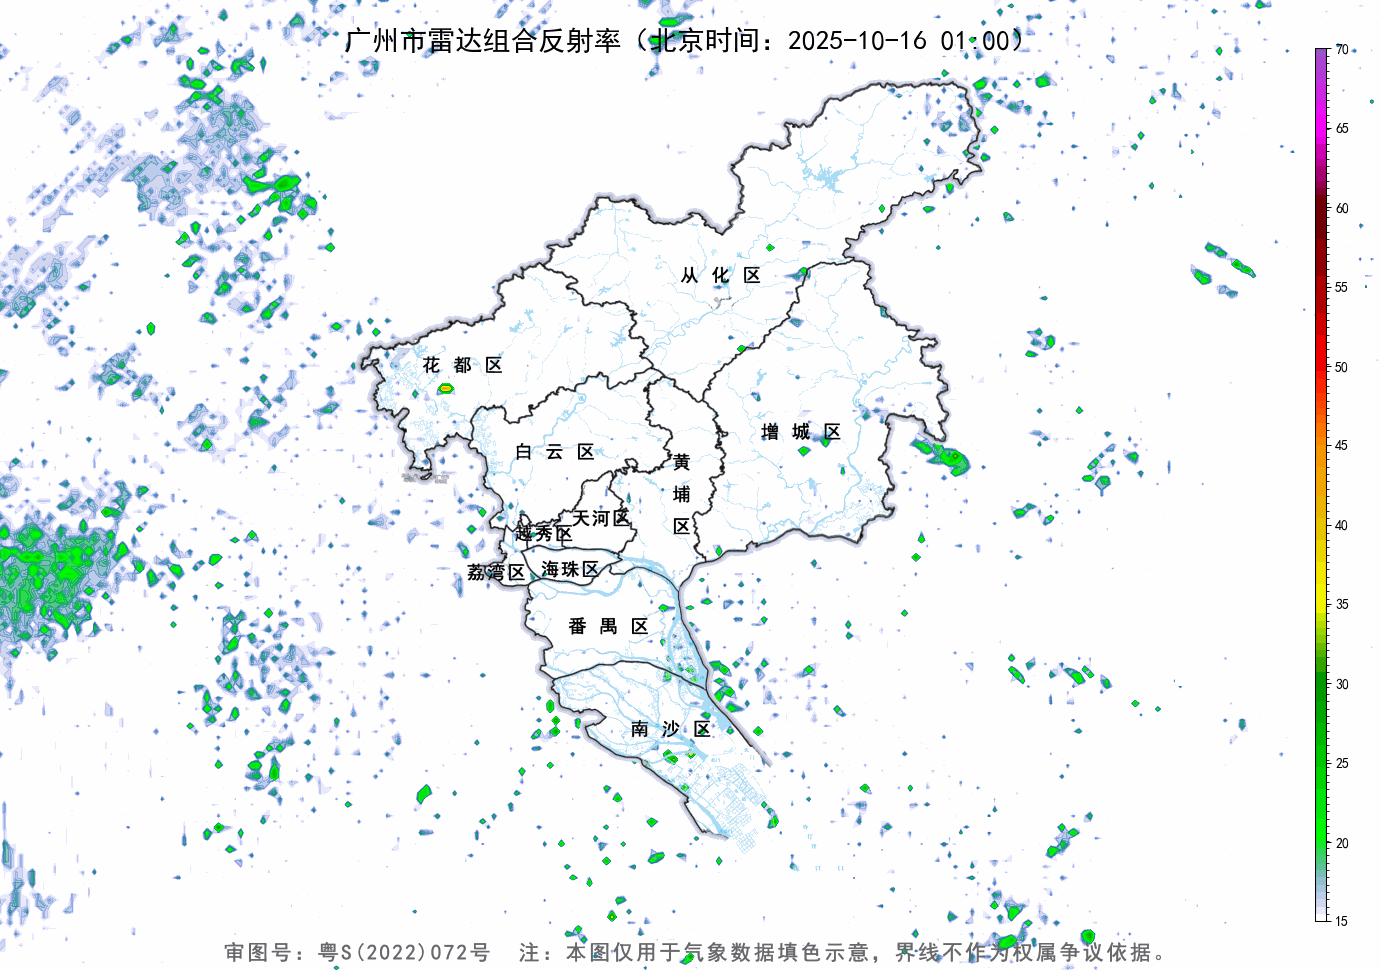 广州市雷达组合反射率（北京时间：2025-10-16 01:00）
70
65
60
55
50
45
40
35
30
25
20
15
从 化 区
花 都 区
增 城 区
白 云 区
黄
埔
区
天河区
越秀区
荔湾区
海珠区
番 禺 区
南 沙 区
审图号：粤S(2022)072号 注：本图仅用于气象数据填色示意，界线不作为权属争议依据。